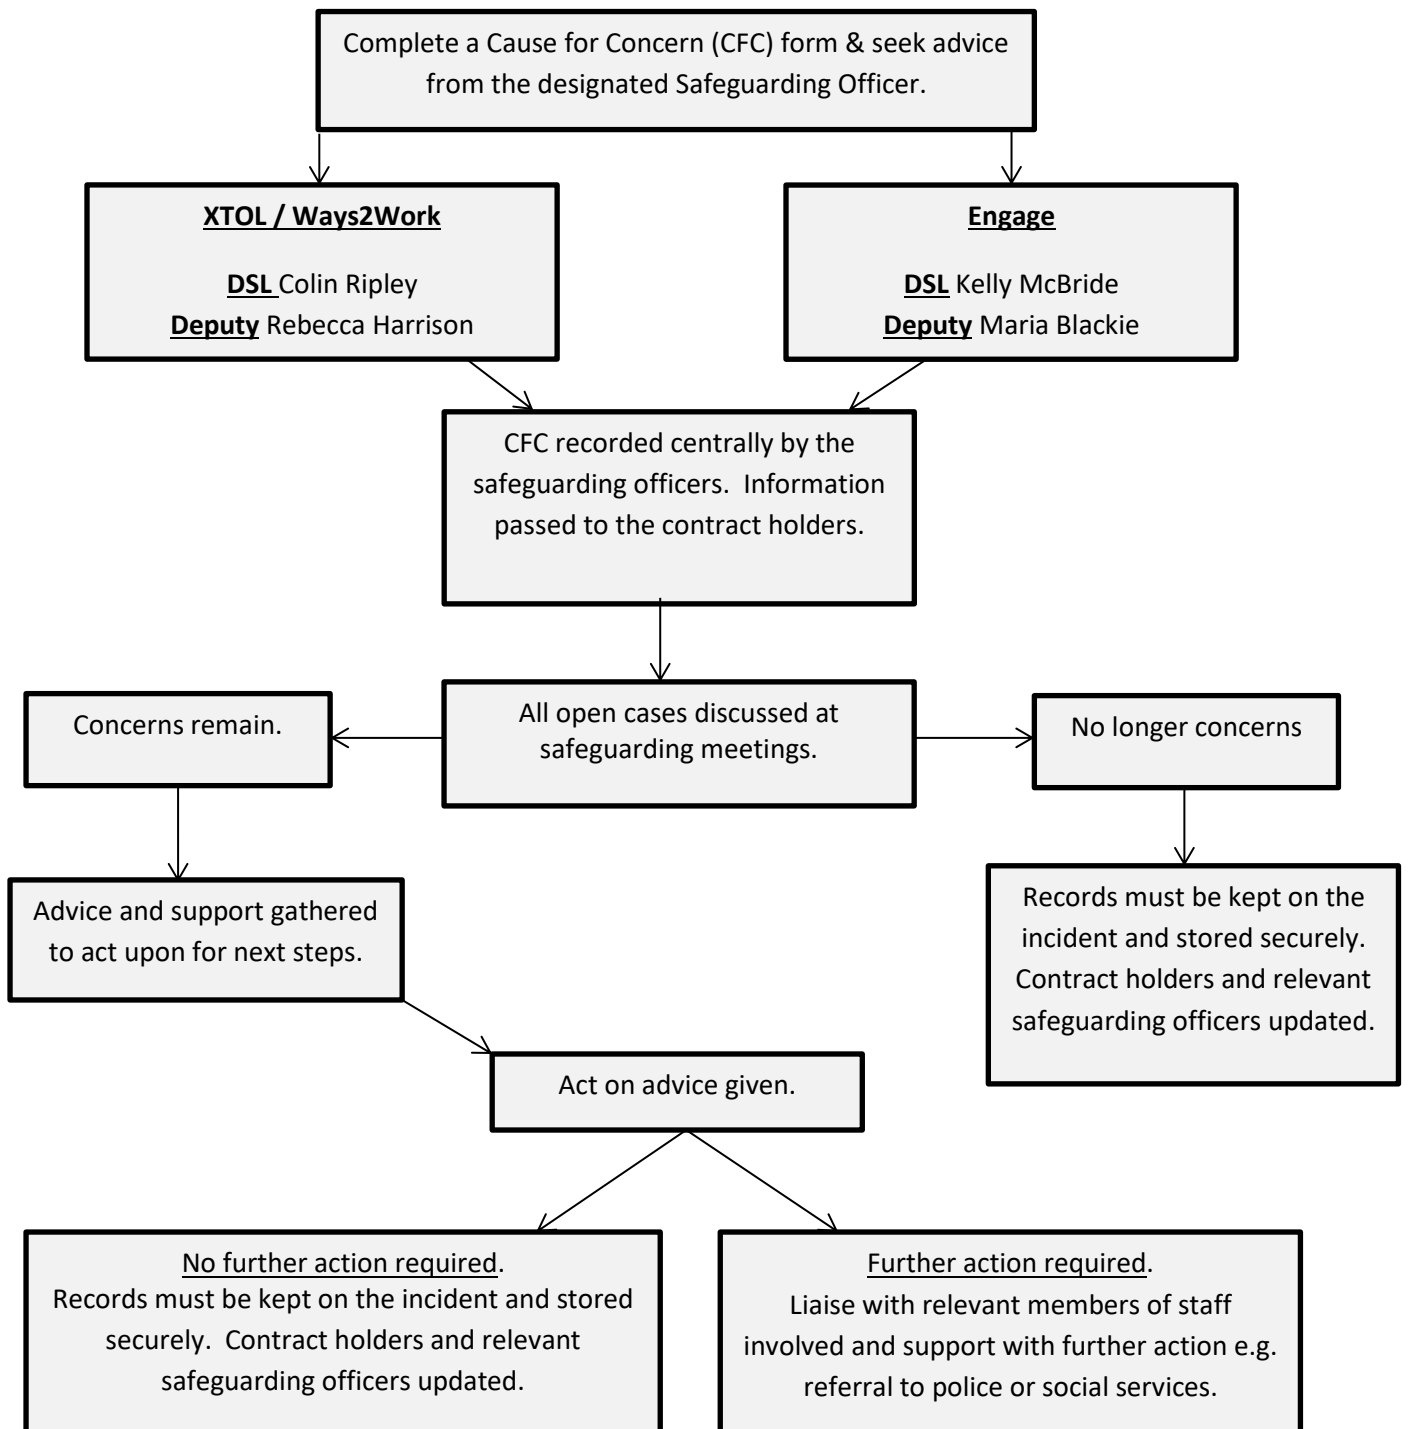 Complete a Cause for Concern (CFC) form & seek advice
from the designated Safeguarding Officer.
XTOL / Ways2Work
DSL Colin Ripley
Deputy Rebecca Harrison
Engage
DSL Kelly McBride
Deputy Maria Blackie
CFC recorded centrally by the
safeguarding officers.  Information
passed to the contract holders.
Concerns remain.
All open cases discussed at
safeguarding meetings.
No longer concerns
Advice and support gathered
to act upon for next steps.
Records must be kept on the
incident and stored securely.
Contract holders and relevant
safeguarding officers updated.
Act on advice given.
No further action required.
Records must be kept on the incident and stored
securely.  Contract holders and relevant
safeguarding officers updated.
Further action required.
Liaise with relevant members of staff
involved and support with further action e.g.
referral to police or social services.